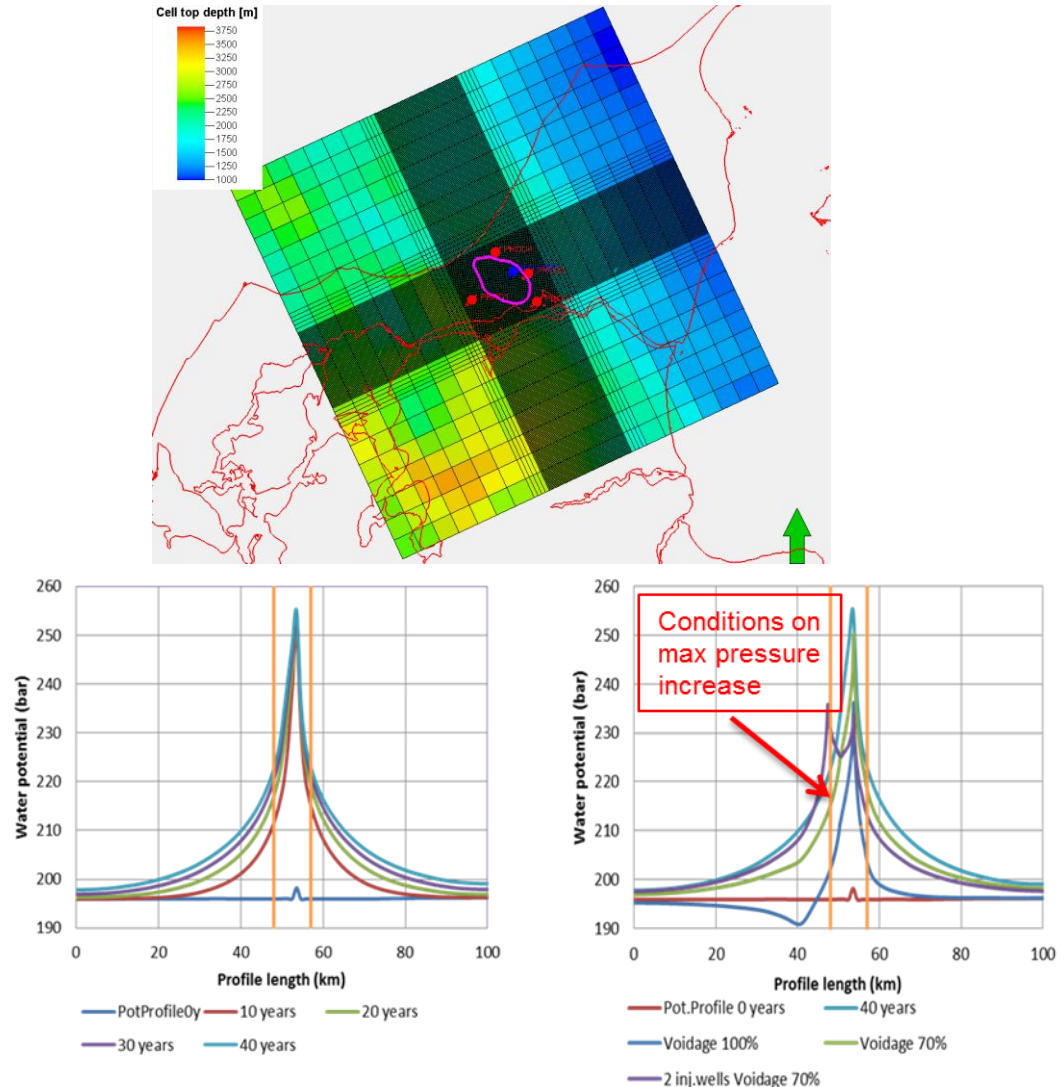 Cell top depth [m]
3750
3500
3250
3000
2750
2500
2250
2000
1750
1500
1250
1000
260
250
240
230
220
210
200
190
Water potential (bar)
0 20 40 60 80 100
Profile length (km)
PotProfile0y 10 years 20 years
30 years 40 years
Conditions on
max pressure
increase
260
250
240
230
220
210
200
190
Water potential (bar)
0 20 40 60 80 100
Profile length (km)
Pot.Profile 0 years 40 years
Voidage 100% Voidage 70%
2 inj.wells Voidage 70%